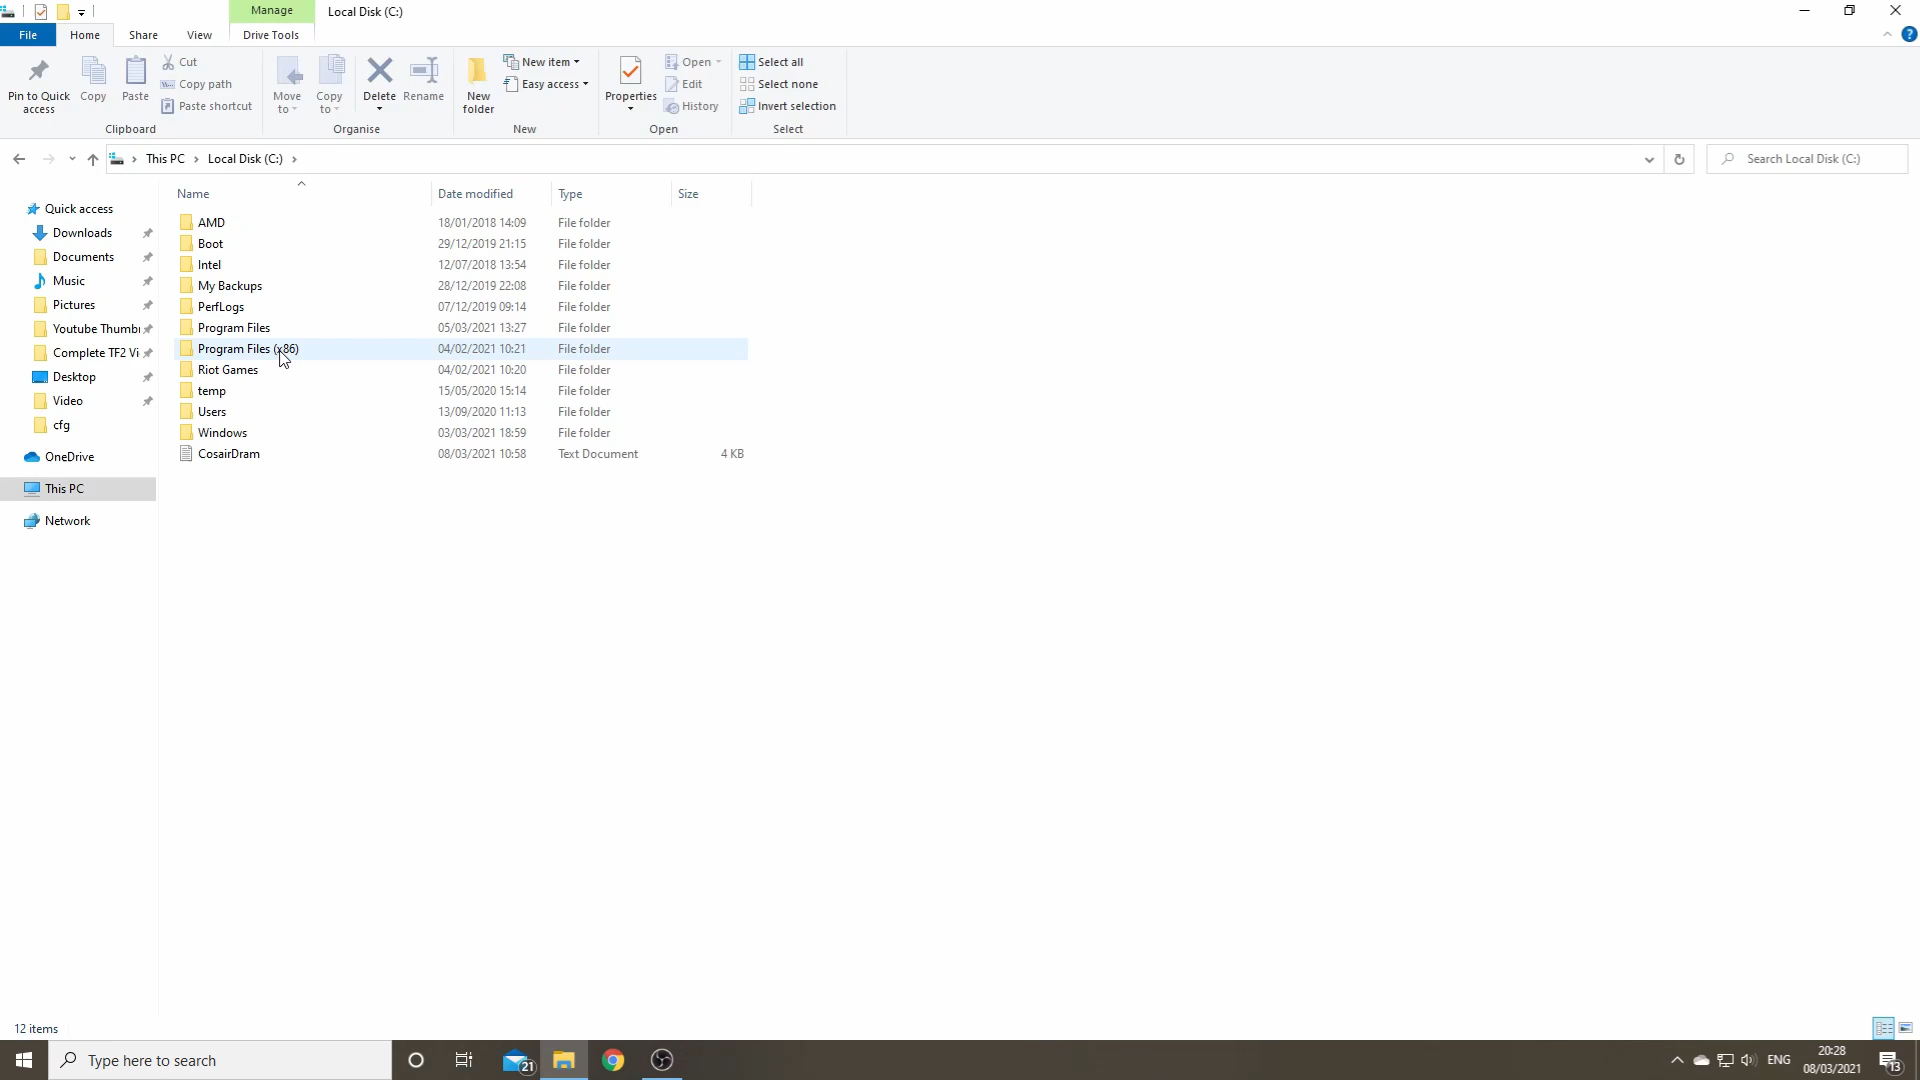 Manage
Local Disk (C:)
File
Home
Share
View
Drive Tools
Pin to Quick access
Copy
Paste
Cut
Copy path
Paste shortcut
Clipboard
Move to
Copy to
Delete
Rename
Organise
New folder
New item
Easy access
New
Properties
Open
Edit
History
Open
Select all
Select none
Invert selection
Select
This PC
Local Disk (C:)
Search Local Disk (C:)
Quick access
Downloads
Documents
Music
Pictures
Youtube Thumb
Complete TF2 Vi
Desktop
Video
cfg
OneDrive
This PC
Network
Name Date modified Type Size
AMD 18/01/2018 14:09 File folder
Boot 29/12/2019 21:15 File folder
Intel 12/07/2018 13:54 File folder
My Backups 28/12/2019 22:08 File folder
PerfLogs 07/12/2019 09:14 File folder
Program Files 05/03/2021 13:27 File folder
Program Files (x86) 04/02/2021 10:21 File folder
Riot Games 04/02/2021 10:20 File folder
temp 15/05/2020 15:14 File folder
Users 13/09/2020 11:13 File folder
Windows 03/03/2021 18:59 File folder
CosairDram 08/03/2021 10:58 Text Document 4 KB
12 items
Type here to search
21
ENG
20:28
08/03/2021
13